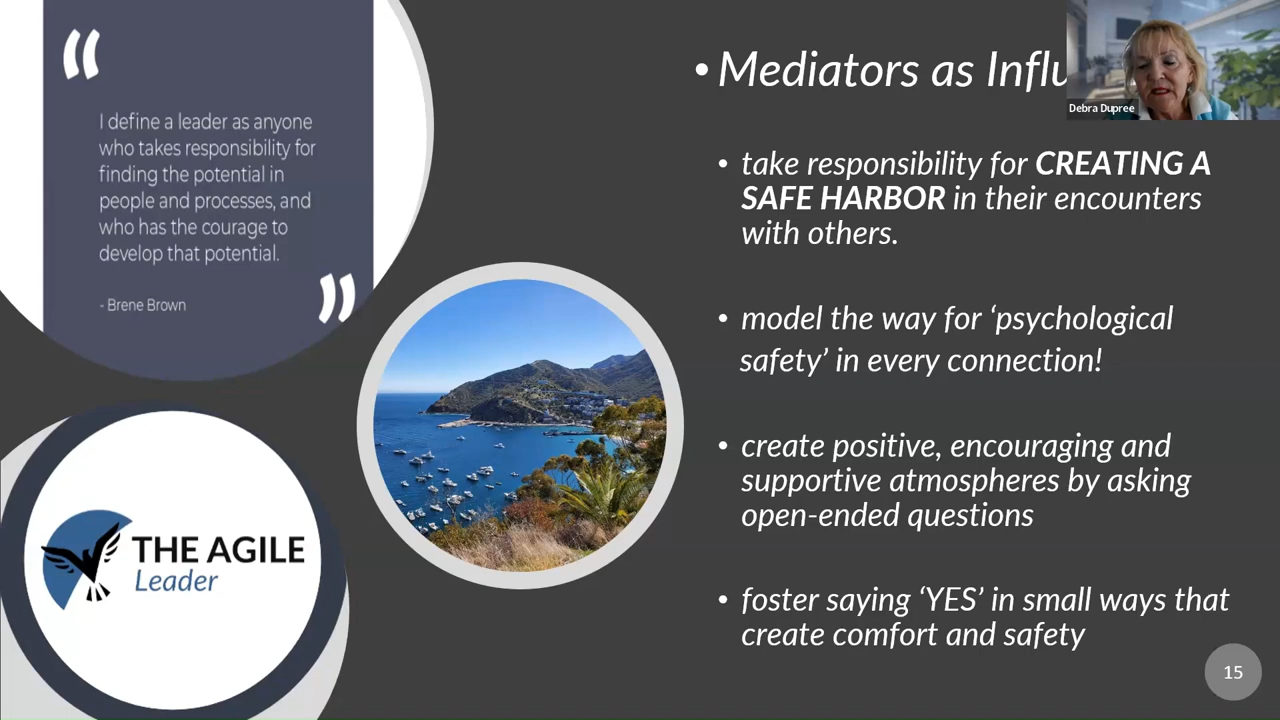 “
I define a leader as anyone
who takes responsibility for
finding the potential in
people and processes, and
who has the courage to
develop that potential.
”
- Brene Brown
THE AGILE
Leader
• Mediators as Influ
Debra Dupree
• take responsibility for CREATING A
SAFE HARBOR in their encounters
with others.
• model the way for ‘psychological
safety’ in every connection!
• create positive, encouraging and
supportive atmospheres by asking
open-ended questions
• foster saying ‘YES’ in small ways that
create comfort and safety
15